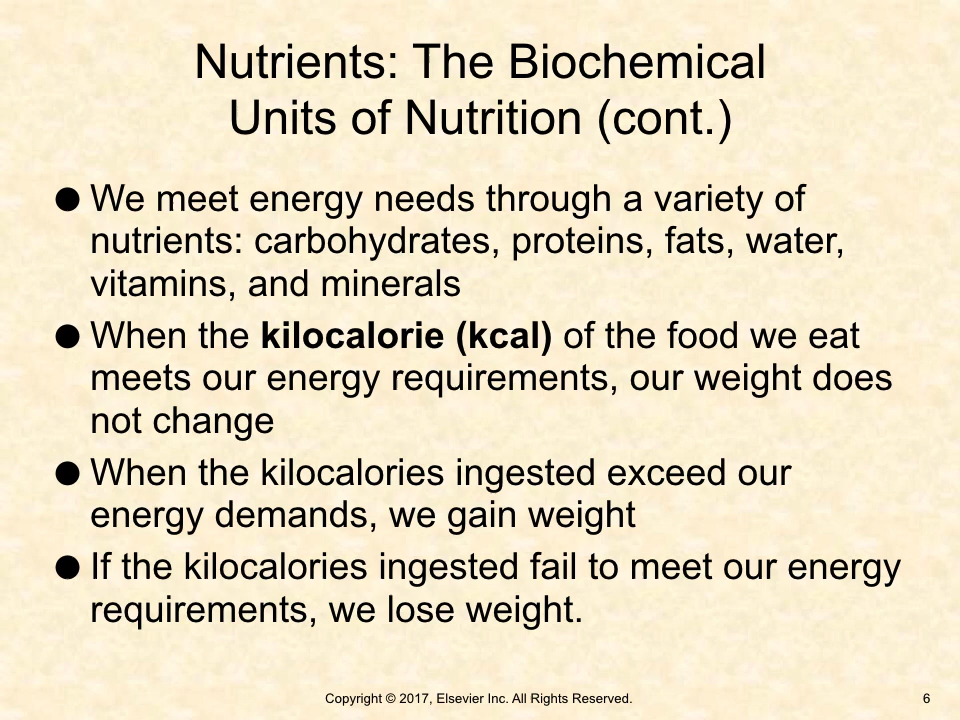 Nutrients: The Biochemical
Units of Nutrition (cont.)
● We meet energy needs through a variety of
nutrients: carbohydrates, proteins, fats, water,
vitamins, and minerals
● When the kilocalorie (kcal) of the food we eat
meets our energy requirements, our weight does
not change
● When the kilocalories ingested exceed our
energy demands, we gain weight
● If the kilocalories ingested fail to meet our energy
requirements, we lose weight.
Copyright © 2017, Elsevier Inc. All Rights Reserved.
6